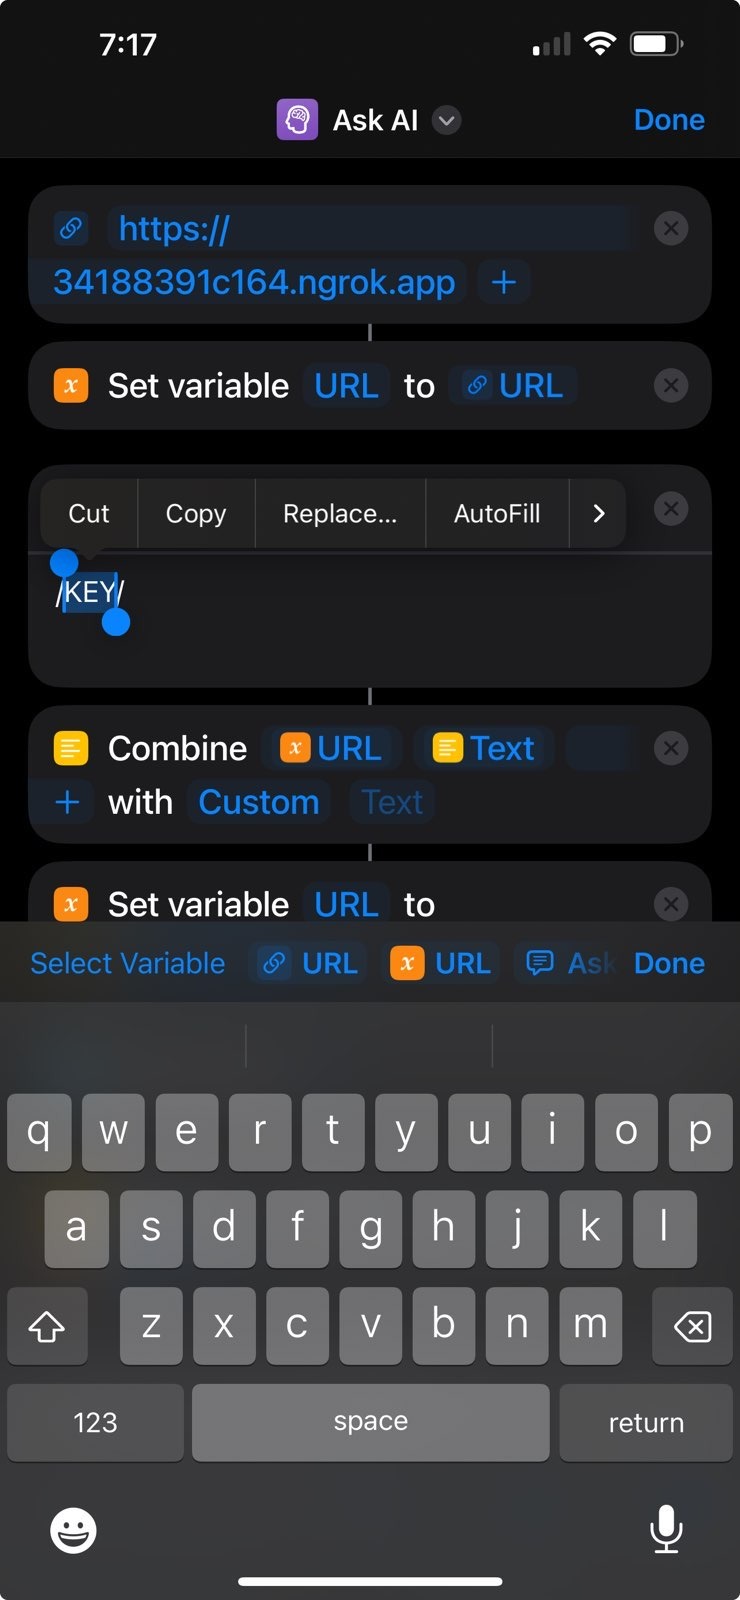 7:17
Ask AI
Done
https://
34188391c164.ngrok.app +
x Set variable URL to URL
Cut Copy Replace... AutoFill
/KEY/
Combine x URL Text
+ with Custom Text
x Set variable URL to
Select Variable URL x URL Ask Done
q w e r t y u i o p
a s d f g h j k l
z x c v b n m
123 space return